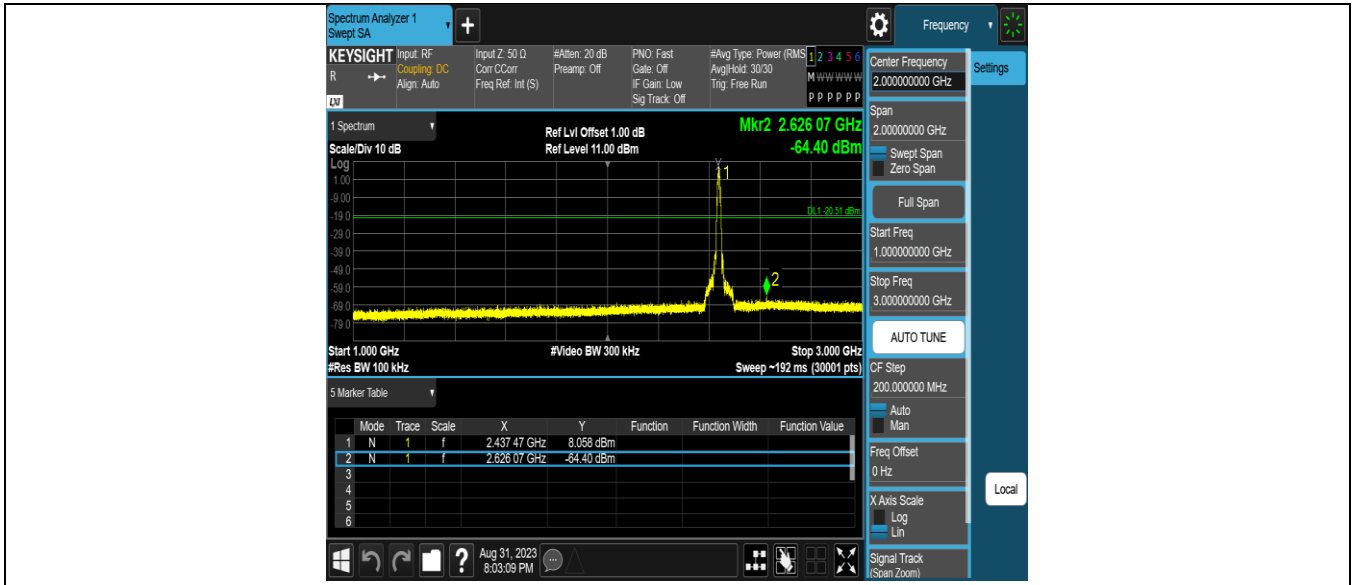 Spectrum Analyzer 1
Swept SA
+
Frequency
KEYSIGHT
R
LXI
Input: RF
Coupling: DC
Align: Auto
Input Z: 50 Ω
Corr CCorr
Freq Ref: Int (S)
#Atten: 20 dB
Preamp: Off
PNO: Fast
Gate: Off
IF Gain: Low
Sig Track: Off
#Avg Type: Power (RMS
Avg|Hold: 30/30
Trig: Free Run
1 2 3 4 5 6
M W W W W W
P P P P P P
1 Spectrum
Scale/Div 10 dB
Ref Lvl Offset 1.00 dB
Ref Level 11.00 dBm
Mkr2 2.626 07 GHz
-64.40 dBm
Log
1.00
-9.00
-19.0
-29.0
-39.0
-49.0
-59.0
-69.0
-79.0
1
DL1 -20.51 dBm
2
Start 1.000 GHz
#Res BW 100 kHz
#Video BW 300 kHz
Stop 3.000 GHz
Sweep ~192 ms (30001 pts)
5 Marker Table
Mode Trace Scale X Y Function Function Width Function Value
1 N 1 f 2.437 47 GHz 8.058 dBm
2 N 1 f 2.626 07 GHz -64.40 dBm
3
4
5
6
?
Aug 31, 2023
8:03:09 PM
Center Frequency
2.000000000 GHz
Span
2.00000000 GHz
Swept Span
Zero Span
Full Span
Start Freq
1.000000000 GHz
Stop Freq
3.000000000 GHz
AUTO TUNE
CF Step
200.000000 MHz
Auto
Man
Freq Offset
0 Hz
X Axis Scale
Log
Lin
Signal Track
(Span Zoom)
Settings
Local